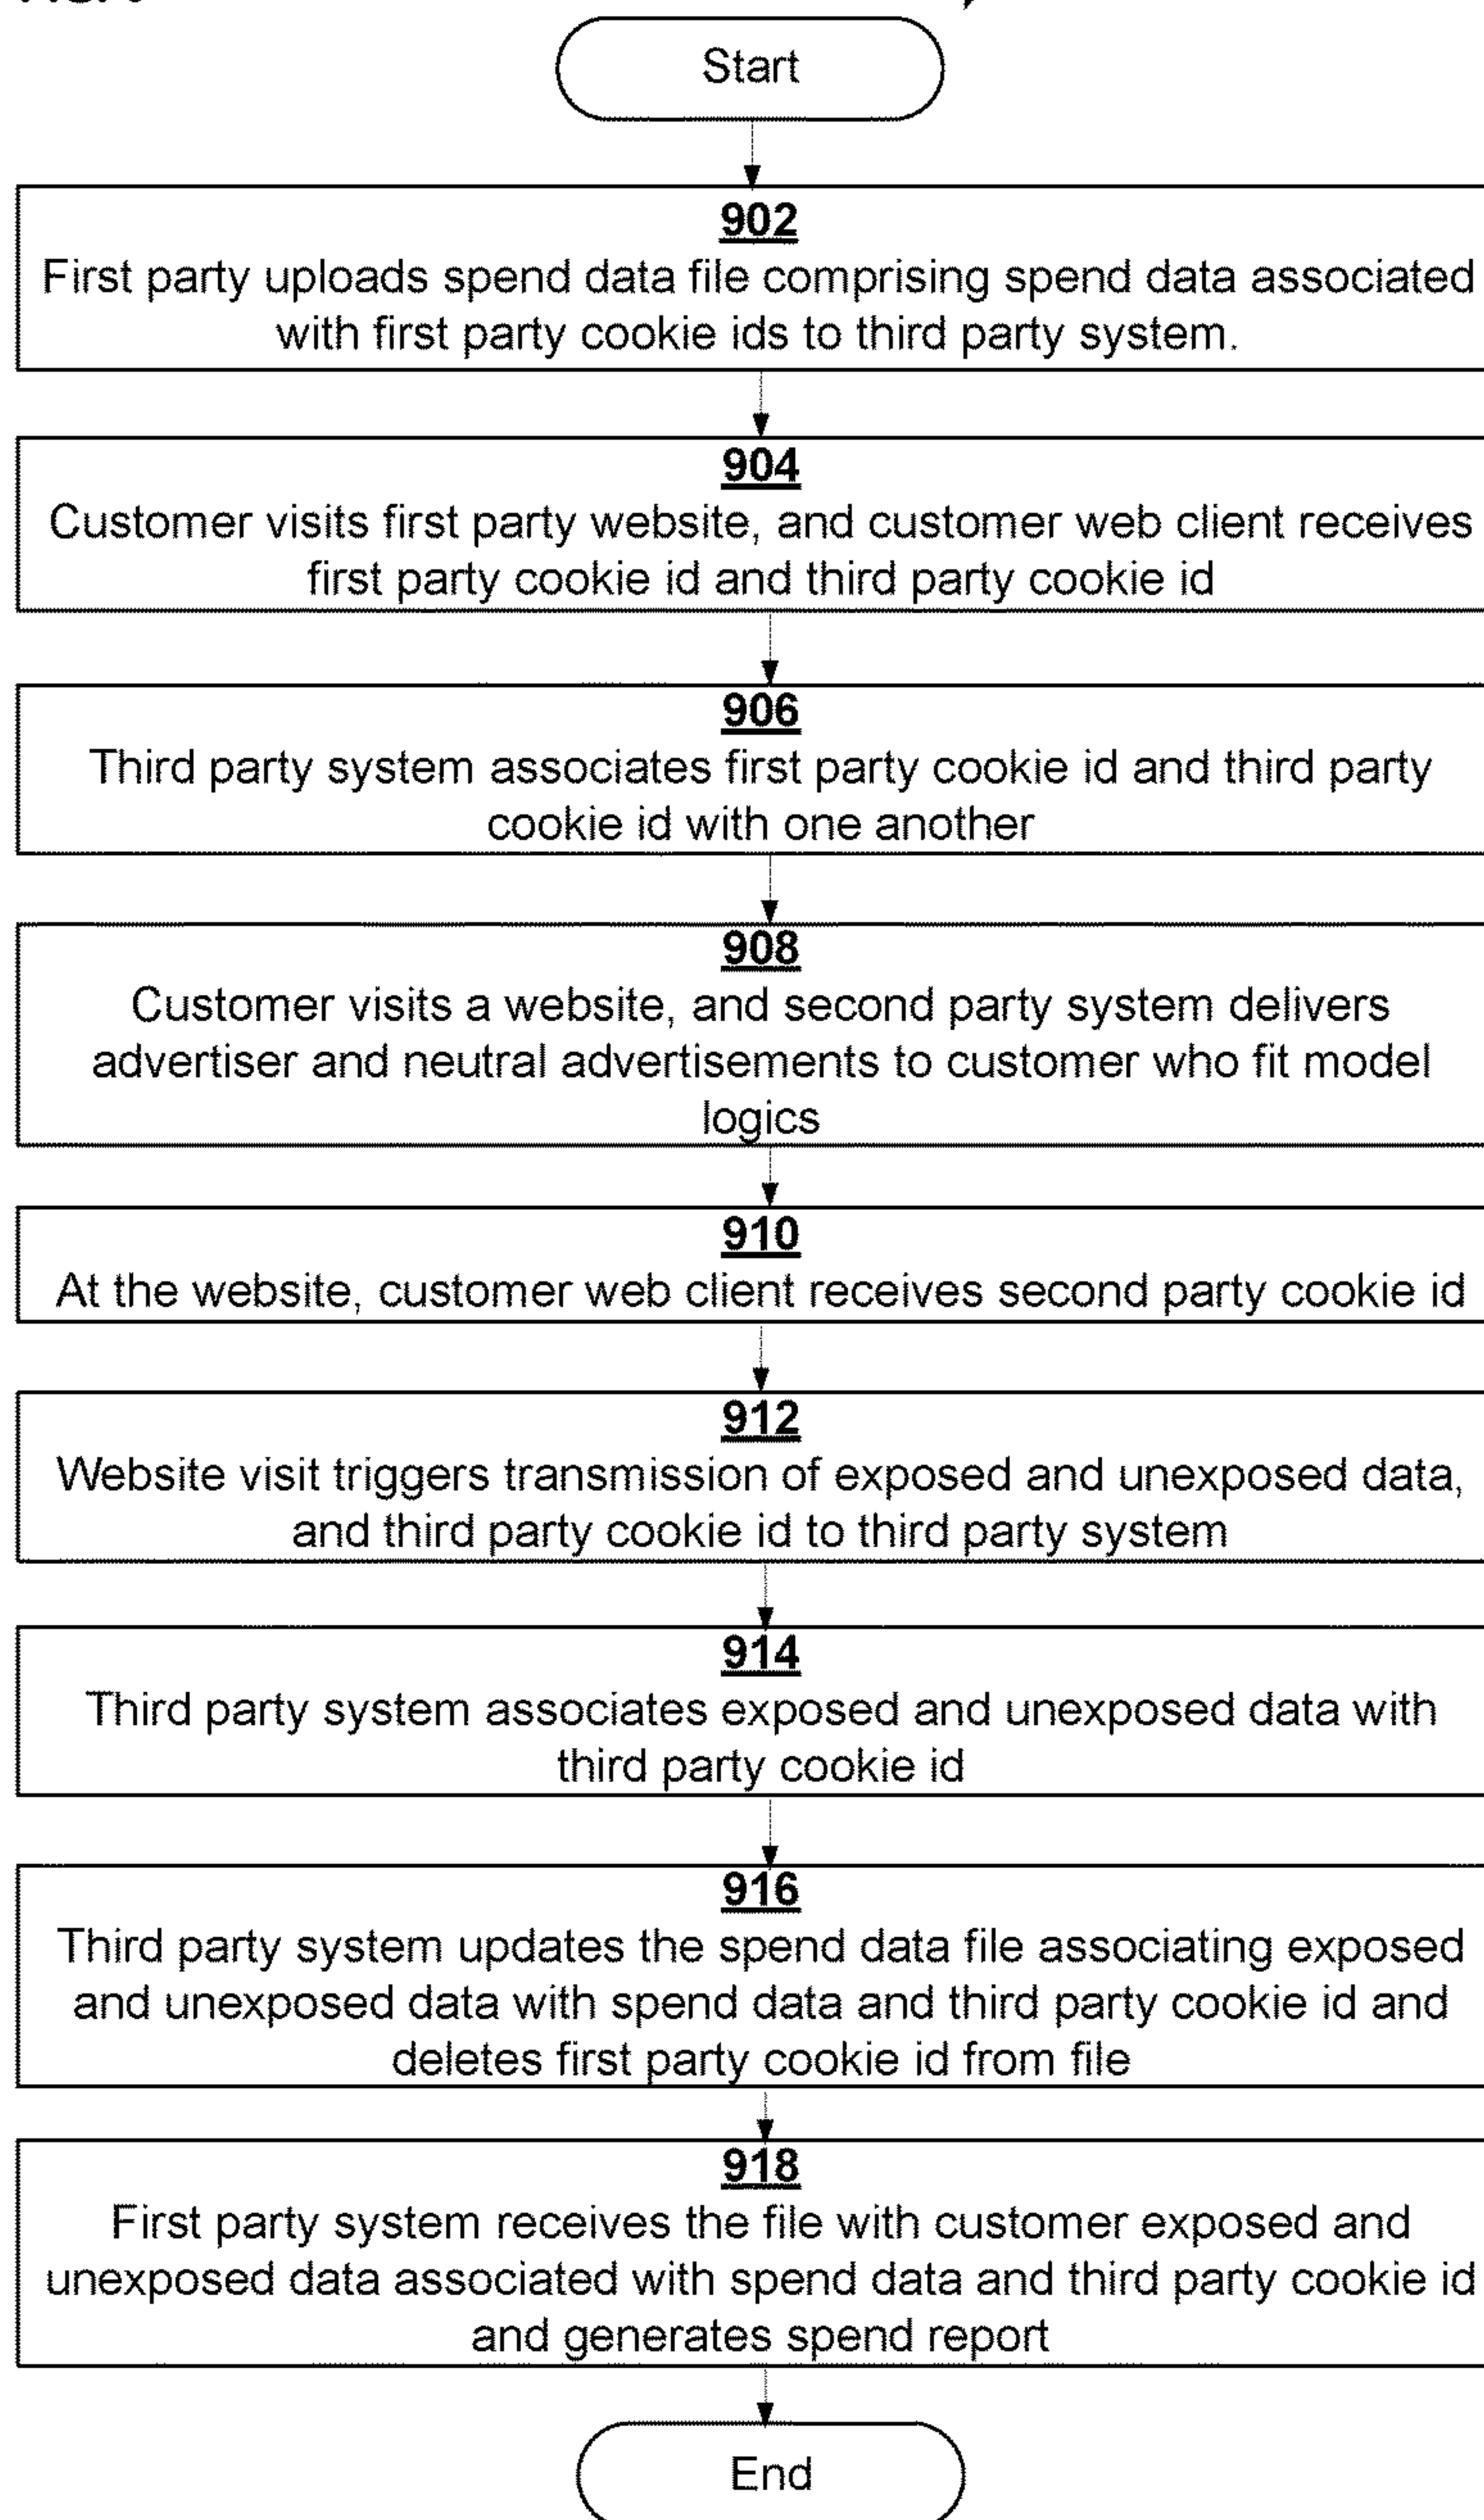 Start
902
First party uploads spend data file comprising spend data associated
with first party cookie ids to third party system.
904
Customer visits first party website, and customer web client receives
first party cookie id and third party cookie id
906
Third party system associates first party cookie id and third party
cookie id with one another
908
Customer visits a website, and second party system delivers
advertiser and neutral advertisements to customer who fit model
logics
910
At the website, customer web client receives second party cookie id
912
Website visit triggers transmission of exposed and unexposed data,
and third party cookie id to third party system
914
Third party system associates exposed and unexposed data with
third party cookie id
916
Third party system updates the spend data file associating exposed
and unexposed data with spend data and third party cookie id and
deletes first party cookie id from file
918
First party system receives the file with customer exposed and
unexposed data associated with spend data and third party cookie id
and generates spend report
End